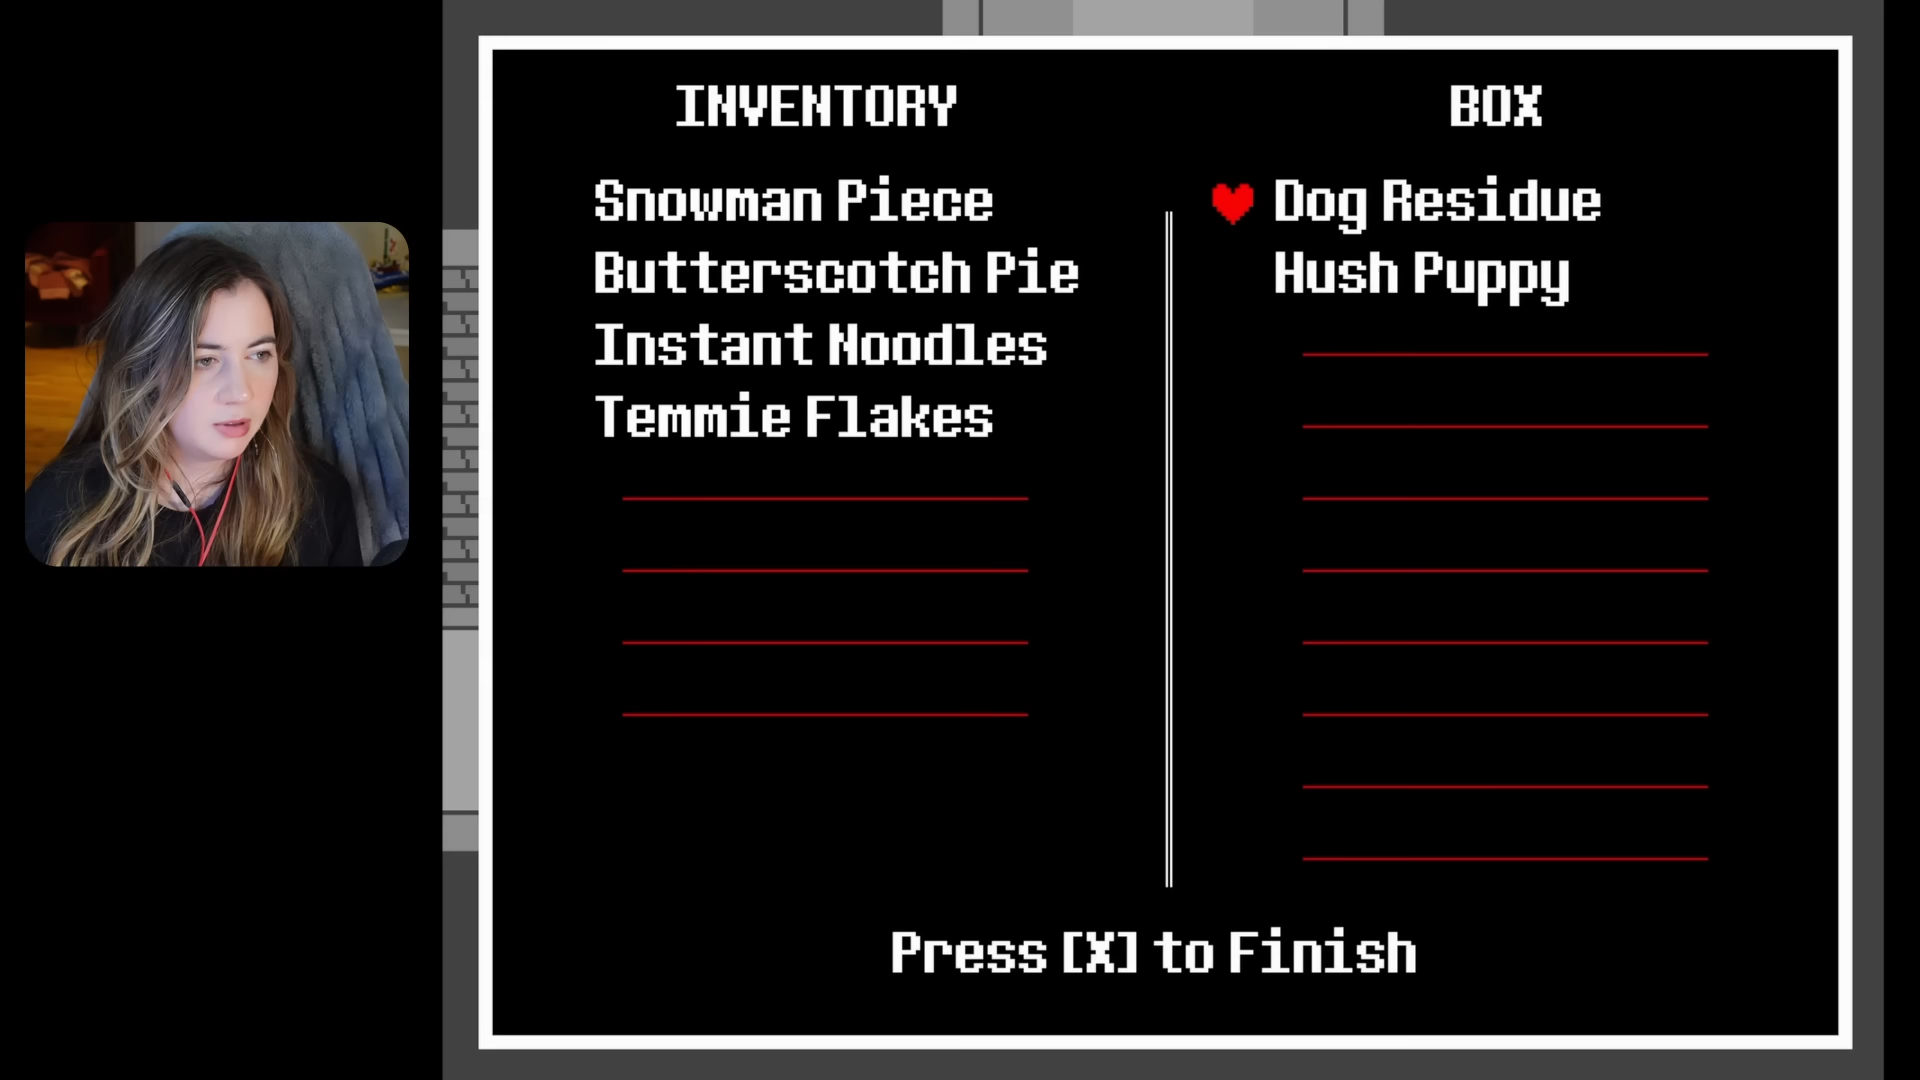 INVENTORY
Snowman Piece
Butterscotch Pie
Instant Noodles
Temmie Flakes
BOX
Dog Residue
Hush Puppy
Press [X] to Finish